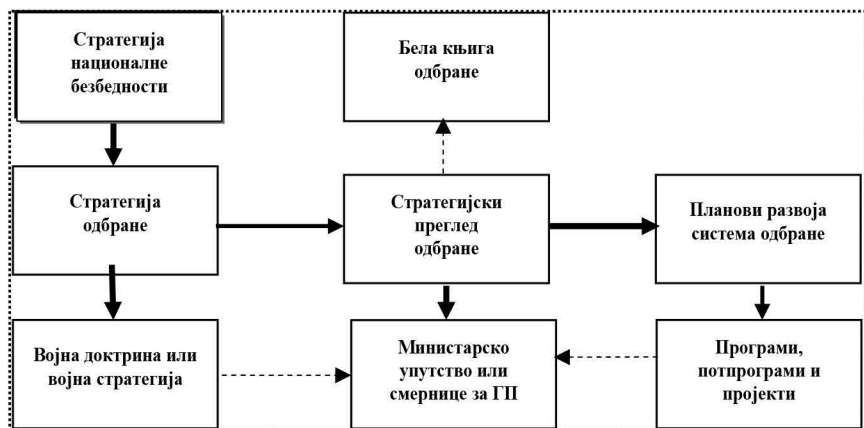 Стратегија
националне
безбедности
Бела књига
одбране
Стратегија
одбране
Стратегијски
преглед
одбране
Планови развоја
система одбране
Војна доктрина или
војна стратегија
Министарско
упутство или
смернице за ГП
Програми,
потпрограми и
пројекти